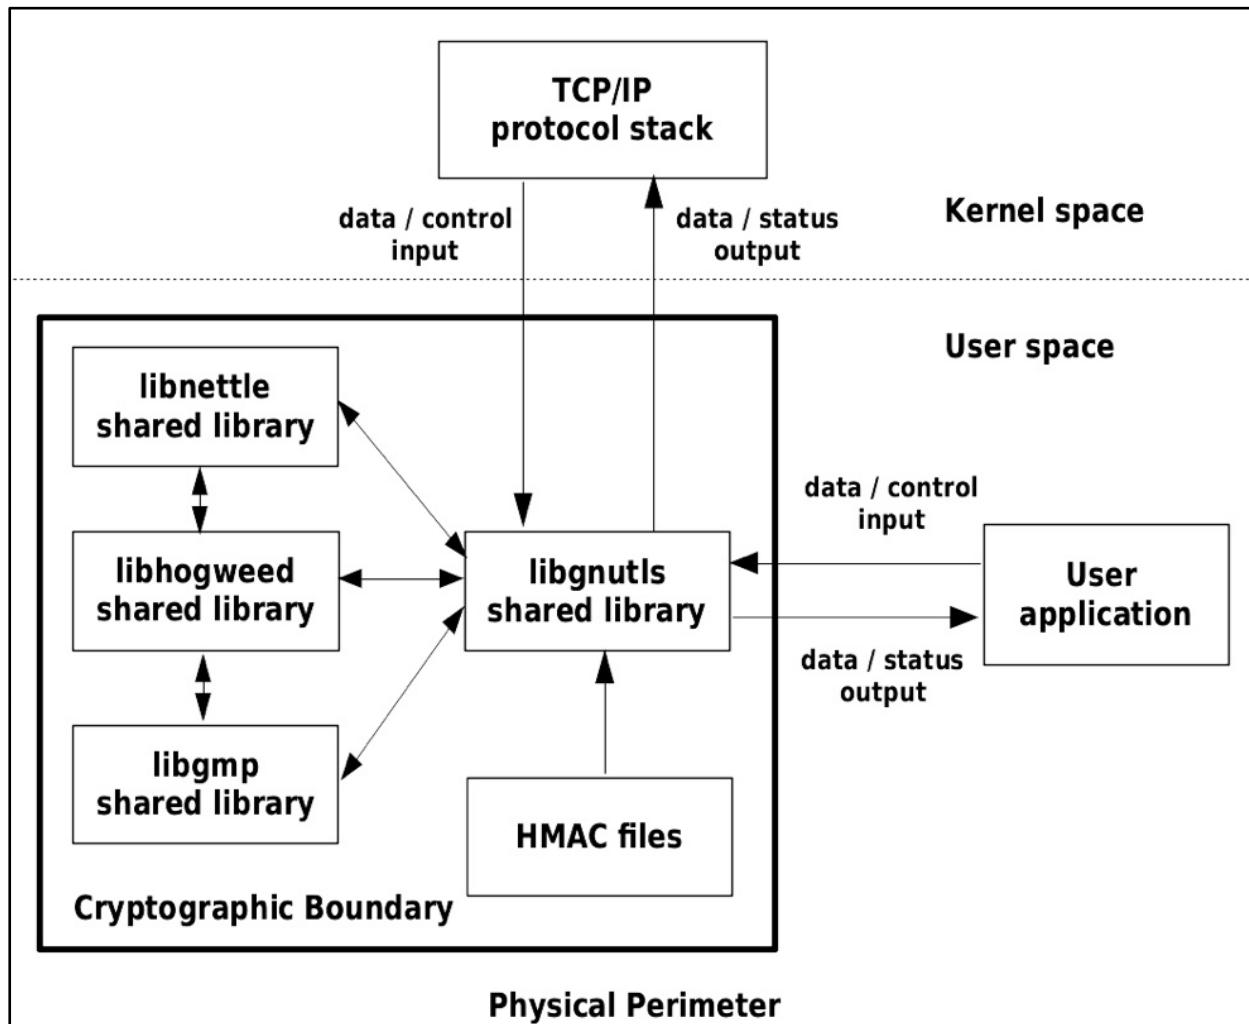 TCP/IP
protocol stack
data / control
input
data / status
output
Kernel space
User space
libnettle
shared library
libhogweed
shared library
libgnutls
shared library
data / control
input
User
application
data / status
output
libgmp
shared library
HMAC files
Cryptographic Boundary
Physical Perimeter